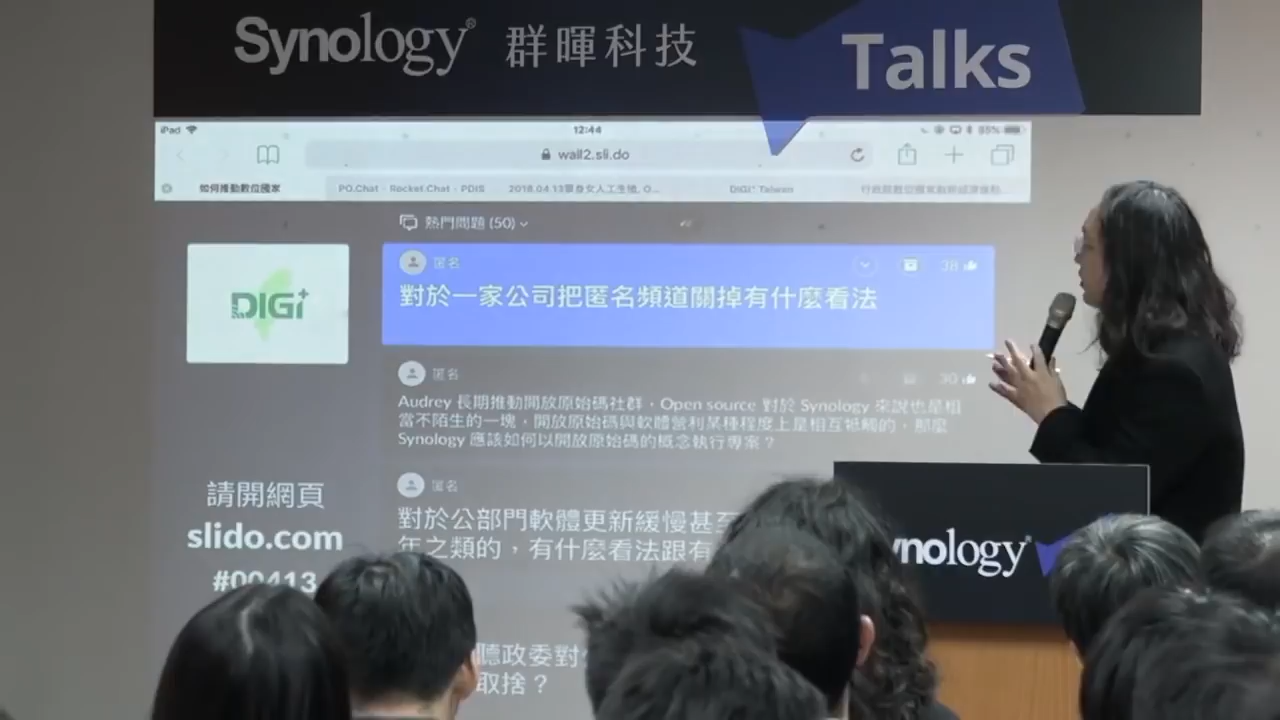 Synology® 群暉科技
Talks
iPad
12:44
85%
wall2.sli.do
如何推動數位國家
PO.Chat - Rocket.Chat - PDIS
DIGI⁺ Taiwan
熱門問題 (50)
DIGI+
匿名
38
對於一家公司把匿名頻道關掉有什麼看法
匿名
30
Audrey 長期推動開放原始碼社群，Open source 對於 Synology 來說也是相
當不陌生的一塊，開放原始碼與軟體營利某種程度上是相互牴觸的，那麼
Synology 應該如何以開放原始碼的概念執行專案？
匿名
對於公部門軟體更新緩慢甚至
年之類的，有什麼看法跟有
請開網頁
slido.com
#00413
聽政委對
取捨？
ynology®